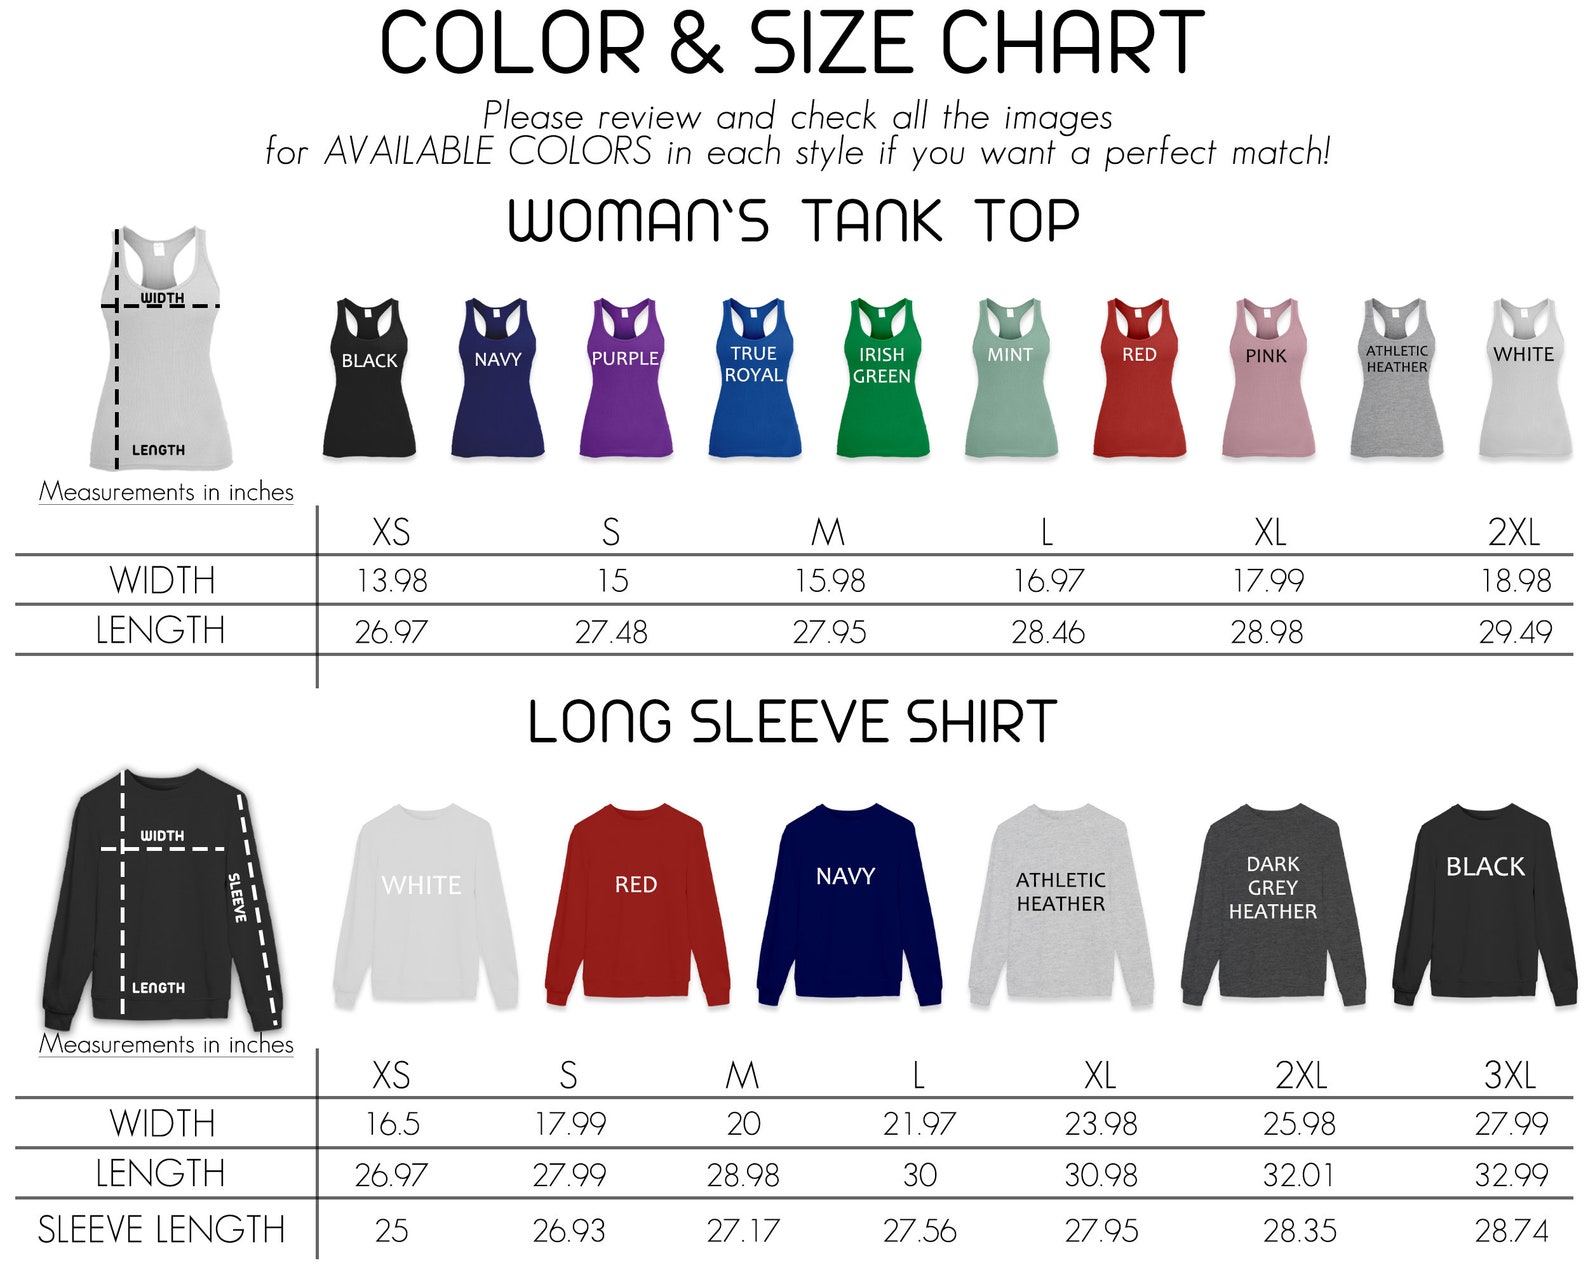 COLOR & SIZE CHART
Please review and check all the images
for AVAILABLE COLORS in each style if you want a perfect match!
WOMAN`S TANK TOP
WIDTH
LENGTH
BLACK
NAVY
PURPLE
TRUE
ROYAL
IRISH
GREEN
MINT
RED
PINK
ATHLETIC
HEATHER
WHITE
Measurements in inches
XS S M L XL 2XL
WIDTH 13.98 15 15.98 16.97 17.99 18.98
LENGTH 26.97 27.48 27.95 28.46 28.98 29.49
LONG SLEEVE SHIRT
WIDTH
SLEEVE
LENGTH
WHITE
RED
NAVY
ATHLETIC
HEATHER
DARK
GREY
HEATHER
BLACK
Measurements in inches
XS S M L XL 2XL 3XL
WIDTH 16.5 17.99 20 21.97 23.98 25.98 27.99
LENGTH 26.97 27.99 28.98 30 30.98 32.01 32.99
SLEEVE LENGTH 25 26.93 27.17 27.56 27.95 28.35 28.74